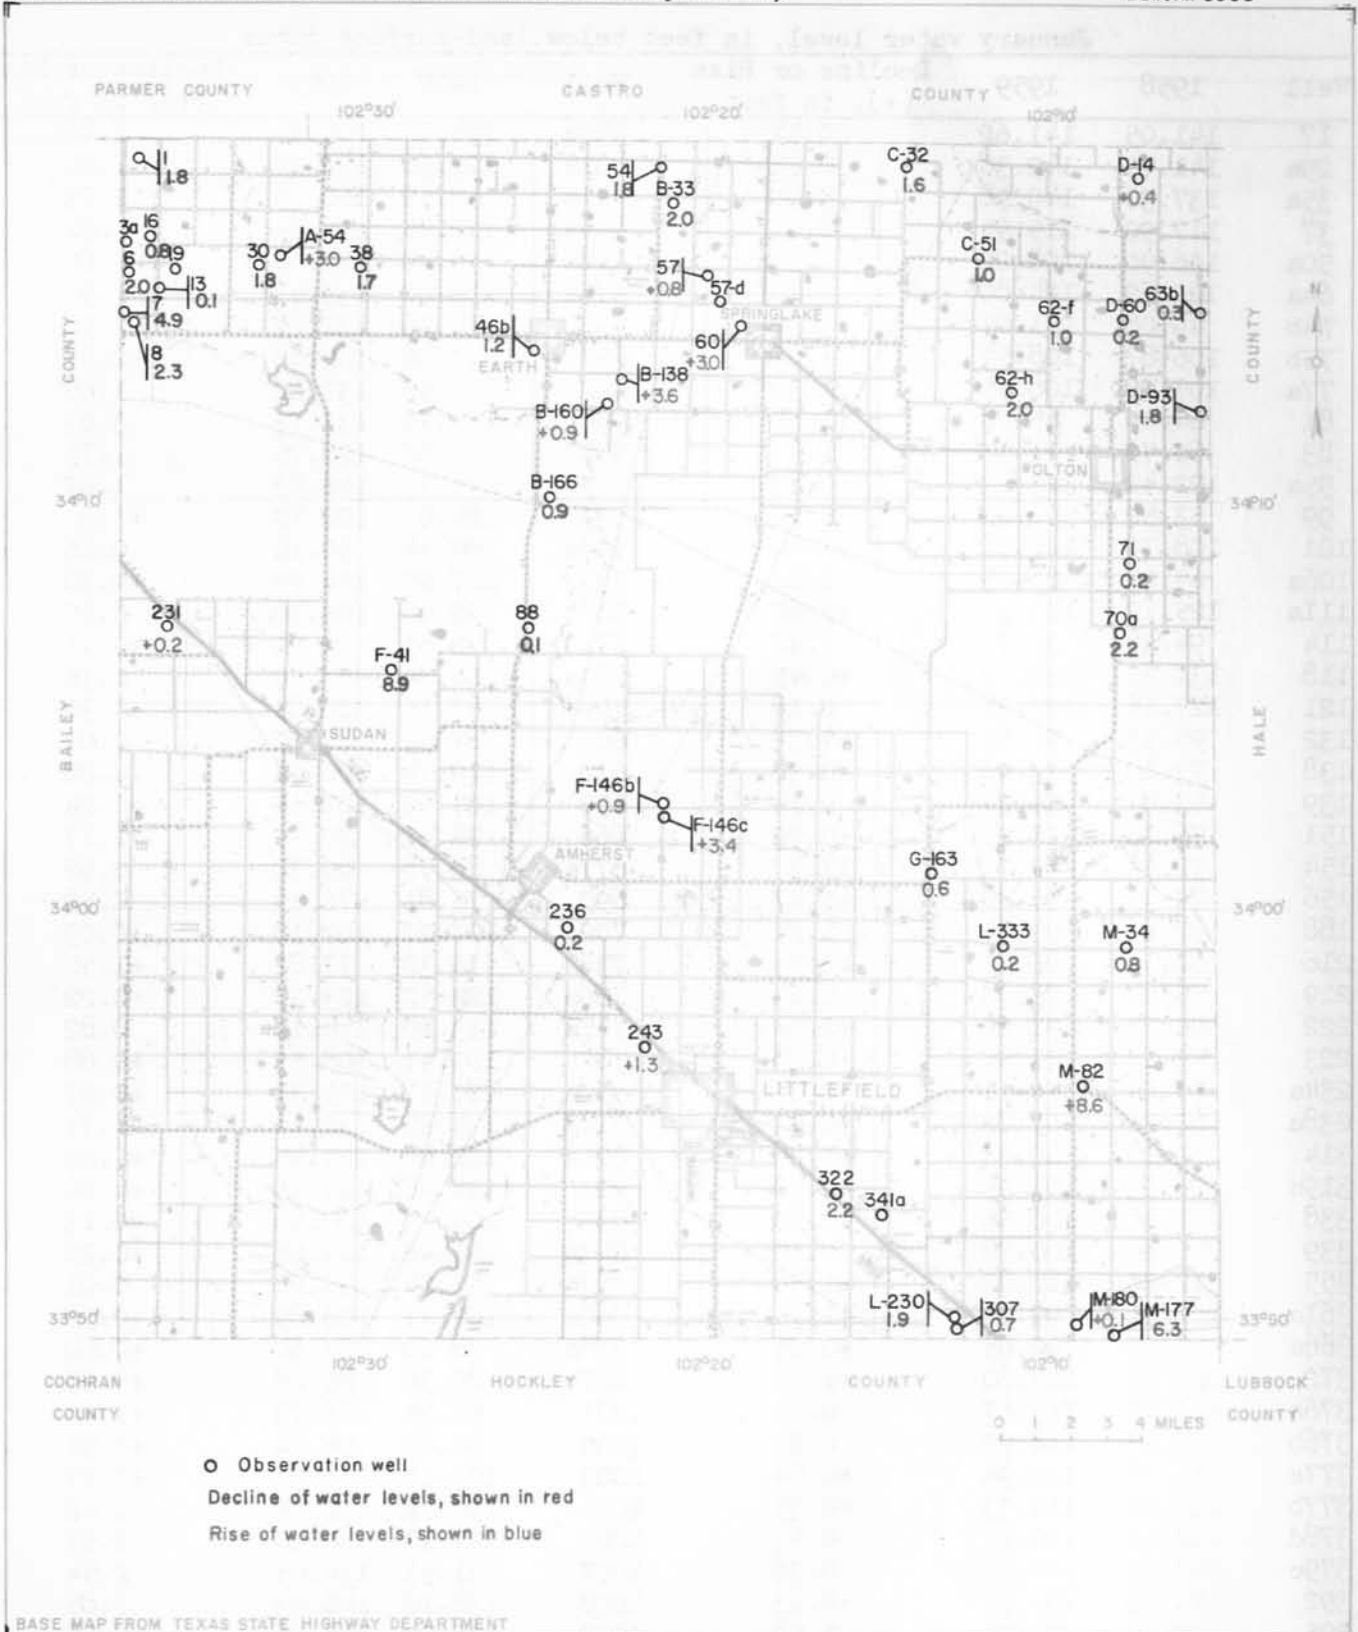 PARMER COUNTY
CASTRO
COUNTY
102°30'
102°20'
102°10'
1
1.8
54
1.8
B-33
2.0
C-32
1.6
D-14
+0.4
3a
16
0.8
19
6
2.0
13
0.1
30
1.8
A-54
+3.0
38
1.7
C-51
1.0
57
+0.8
57-d
7
4.9
8
2.3
46b
1.2
EARTH
SPRINGLAKE
60
+3.0
62-f
1.0
D-60
0.2
63b
0.3
N
COUNTY
COUNTY
B-138
+3.6
B-160
+0.9
62-h
2.0
D-93
1.8
OLTON
B-166
0.9
34°10'
34°10'
71
0.2
231
+0.2
88
0.1
70a
2.2
F-41
8.9
BAILEY
SUDAN
HALE
F-146b
+0.9
F-146c
+3.4
AMHERST
G-163
0.6
34°00'
34°00'
236
0.2
L-333
0.2
M-34
0.8
243
+1.3
LITTLEFIELD
M-82
+8.6
322
2.2
341a
L-230
1.9
307
0.7
M-180
+0.1
M-177
6.3
33°50'
33°50'
102°30'
102°20'
102°10'
COCHRAN
COUNTY
HOCKLEY
COUNTY
LUBBOCK
COUNTY
0 1 2 3 4 MILES
Observation well
Decline of water levels, shown in red
Rise of water levels, shown in blue
BASE MAP FROM TEXAS STATE HIGHWAY DEPARTMENT